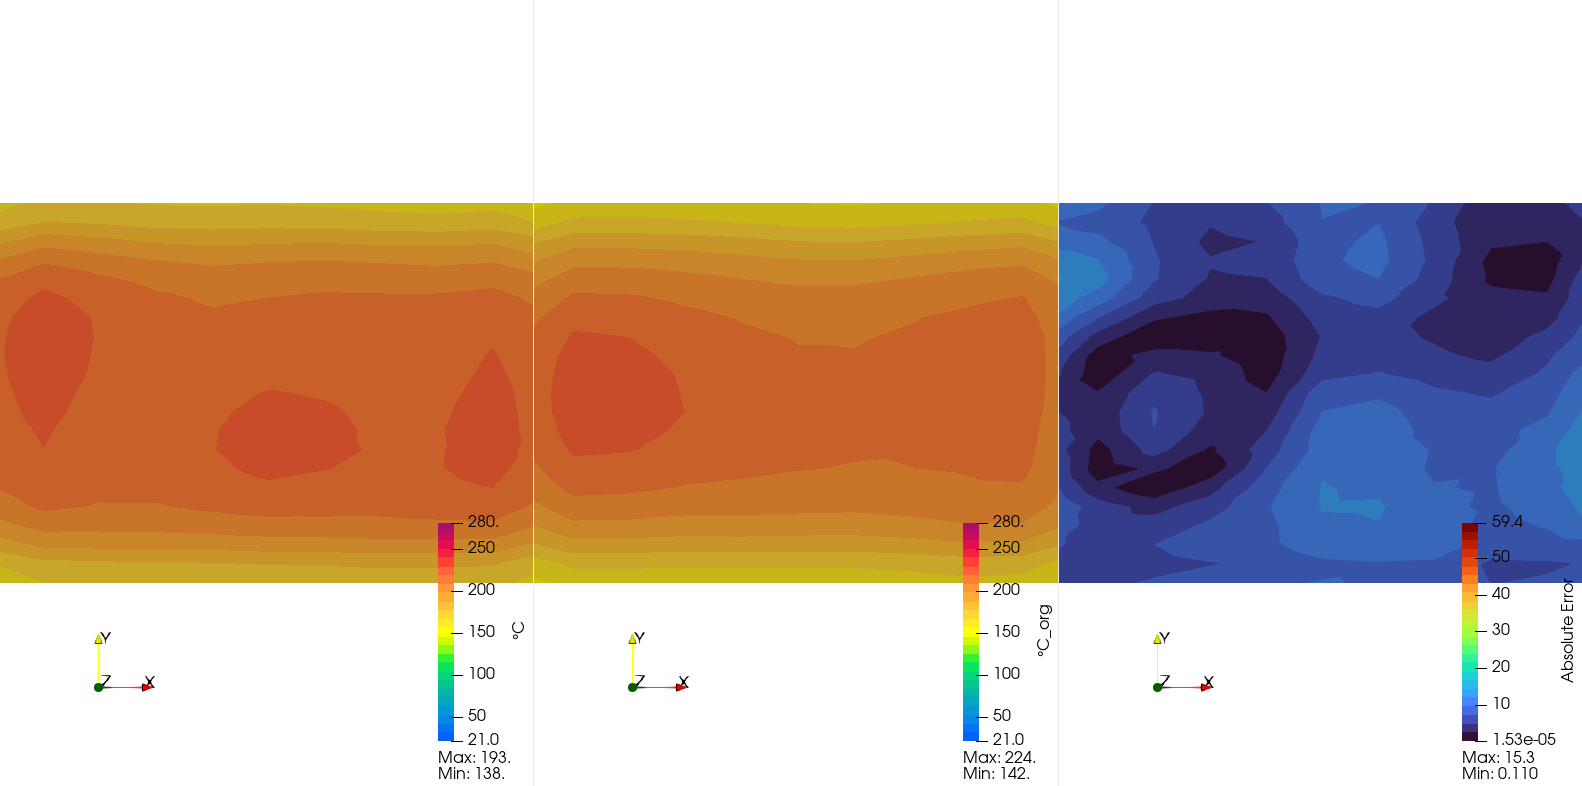 280.
250
200
150
100
50
21.0
°C
Max: 193.
Min: 138.
Y
Z
X
280.
250
200
150
100
50
21.0
°C_org
Max: 224.
Min: 142.
Y
Z
X
59.4
50
40
30
20
10
1.53e-05
Absolute Error
Max: 15.3
Min: 0.110
Y
Z
X